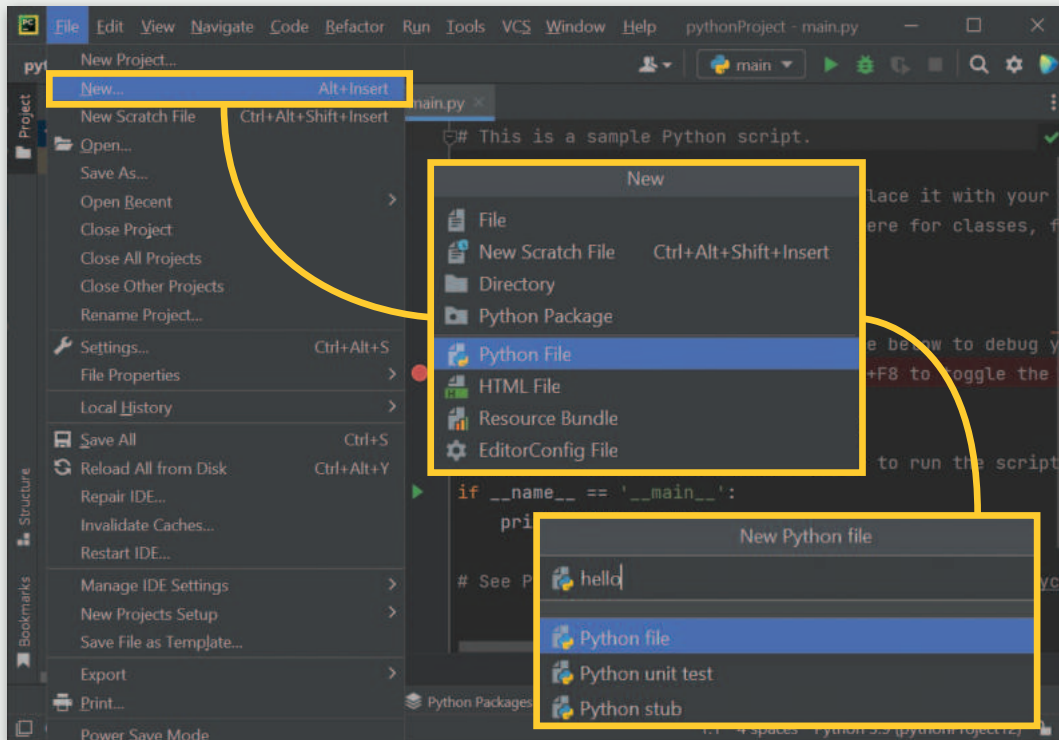 PC
File Edit View Navigate Code Refactor Run Tools VCS Window Help pythonProject - main.py
main
New Project...
New... Alt+Insert
New Scratch File Ctrl+Alt+Shift+Insert
Open...
Save As...
Open Recent
Close Project
Close All Projects
Close Other Projects
Rename Project...
Settings... Ctrl+Alt+S
File Properties
Local History
Save All Ctrl+S
Reload All from Disk Ctrl+Alt+Y
Repair IDE...
Invalidate Caches...
Restart IDE...
Manage IDE Settings
New Projects Setup
Save File as Template...
Export
Print...
Power Save Mode
Project
Structure
Bookmarks
main.py
# This is a sample Python script.
it with your
for classes,
below to debug
+F8 to toggle the
to run the script
if __name__ == '__main__':
# See
New
File
New Scratch File Ctrl+Alt+Shift+Insert
Directory
Python Package
Python File
HTML File
Resource Bundle
EditorConfig File
New Python file
hello
Python file
Python unit test
Python stub
Python Packages